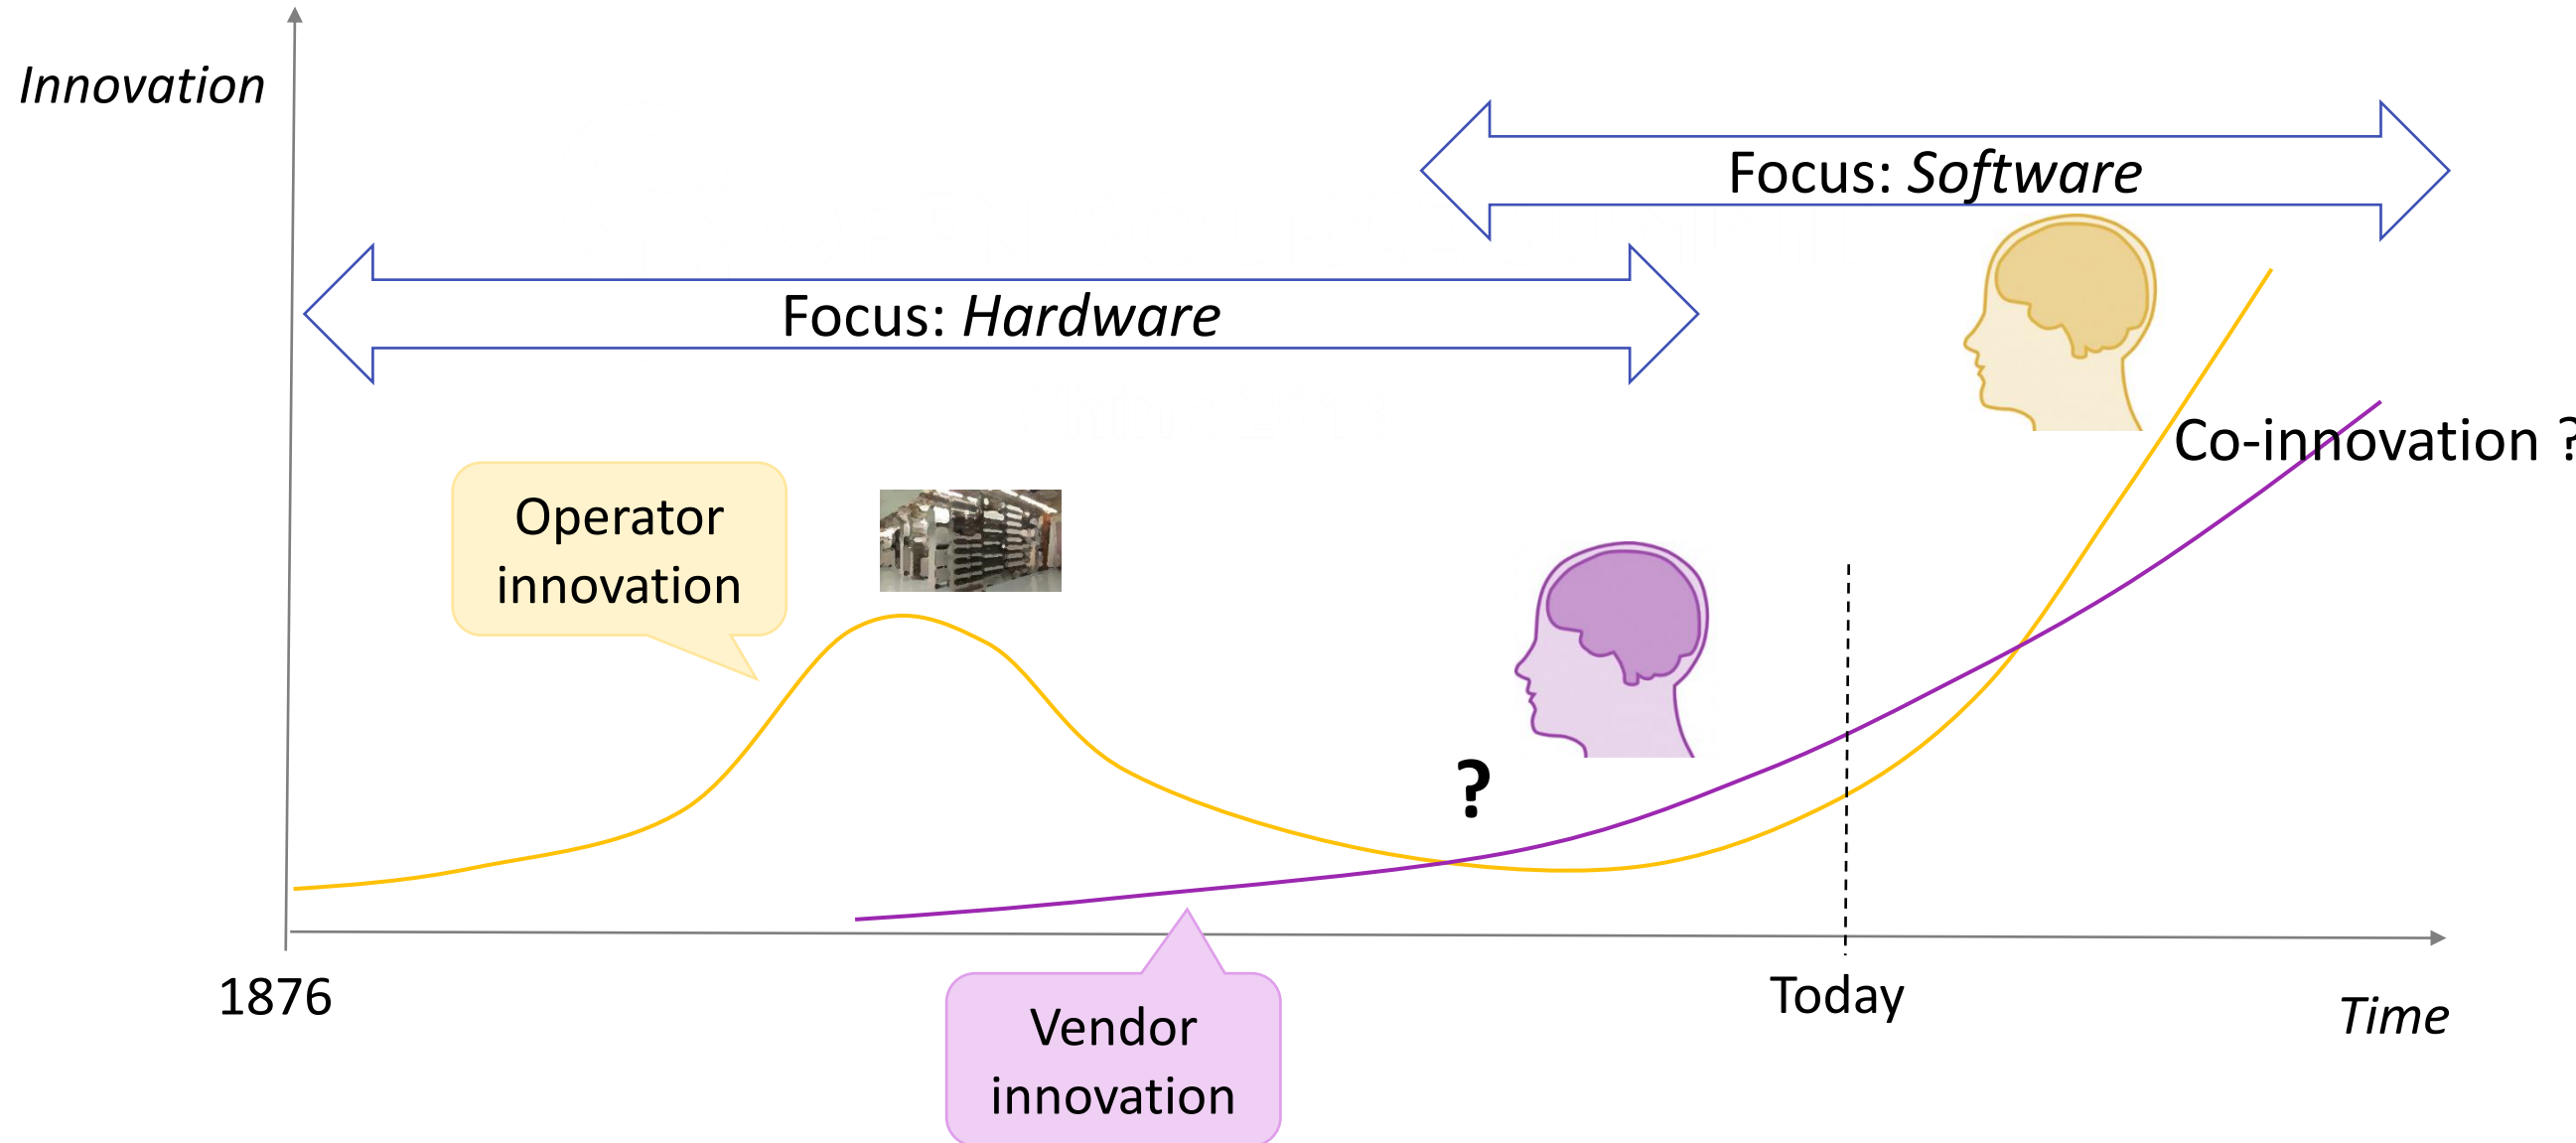 Innovation
Focus: Software
Focus: Hardware
Co-innovation ?
Operator
innovation
?
1876
Today
Time
Vendor
innovation